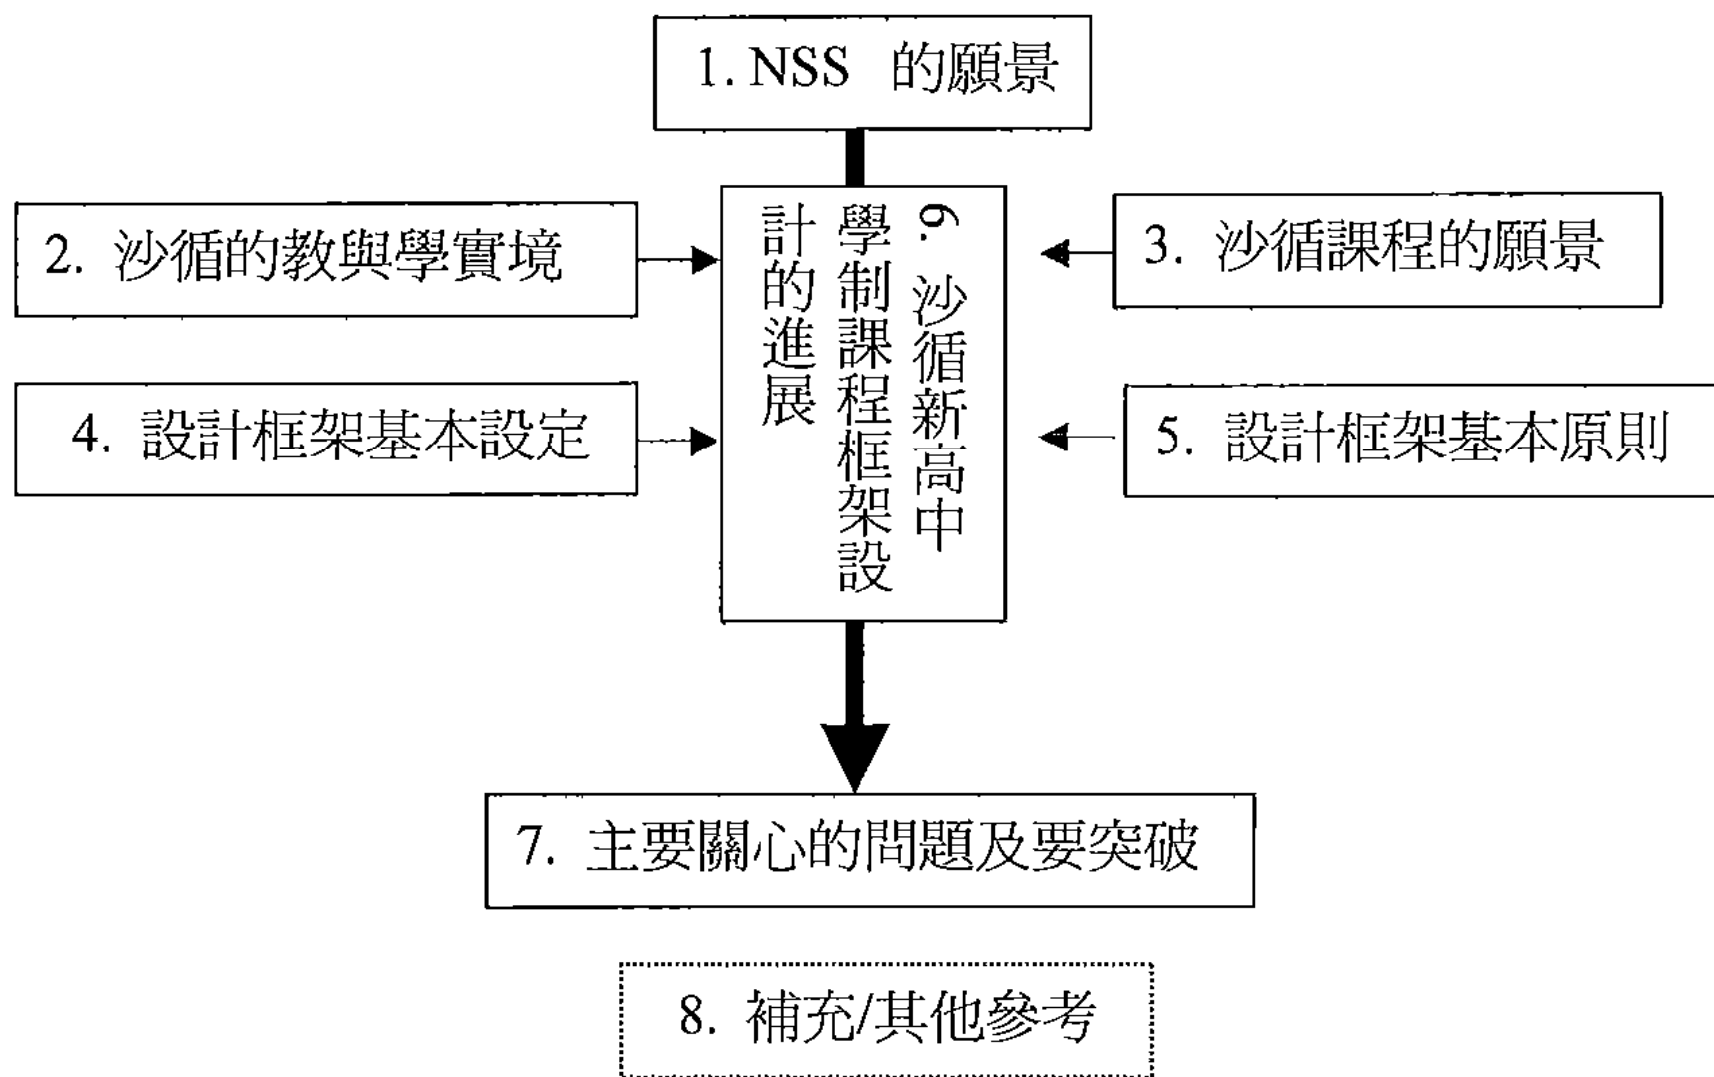 1. NSS 的願景
2. 沙循的教與學實境
3. 沙循課程的願景
4. 設計框架基本設定
5. 設計框架基本原則
6. 沙循新高中
學制課程框架設
計的進展
7. 主要關心的問題及要突破
8. 補充/其他參考